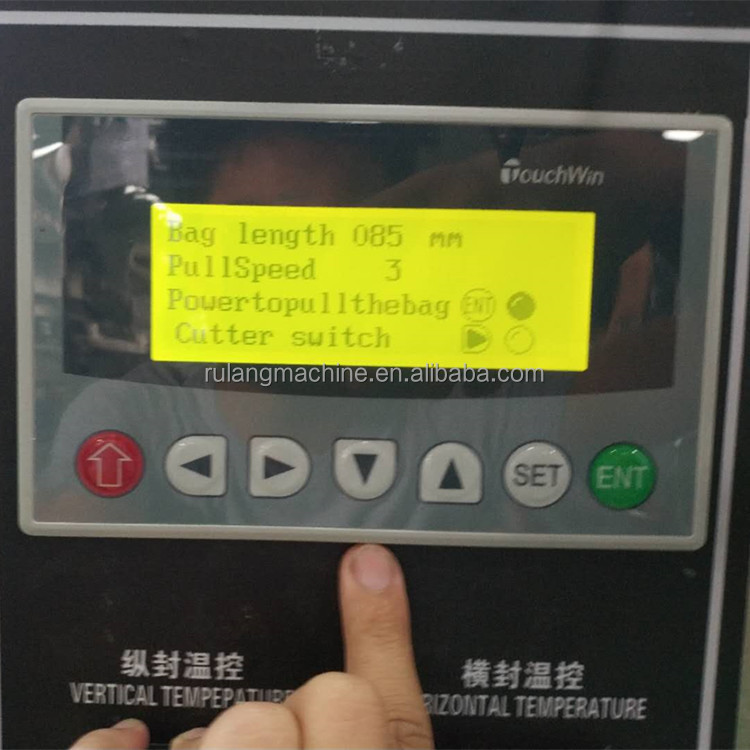 TouchWin
Bag length 085 mm
PullSpeed 3
Powertopullthebag ENT
Cutter switch
rulangmachine.en.alibaba.com
SET ENT
纵封温控 横封温控
VERTICAL TEMPEPATURE RIZONTAL TEMPERATURE